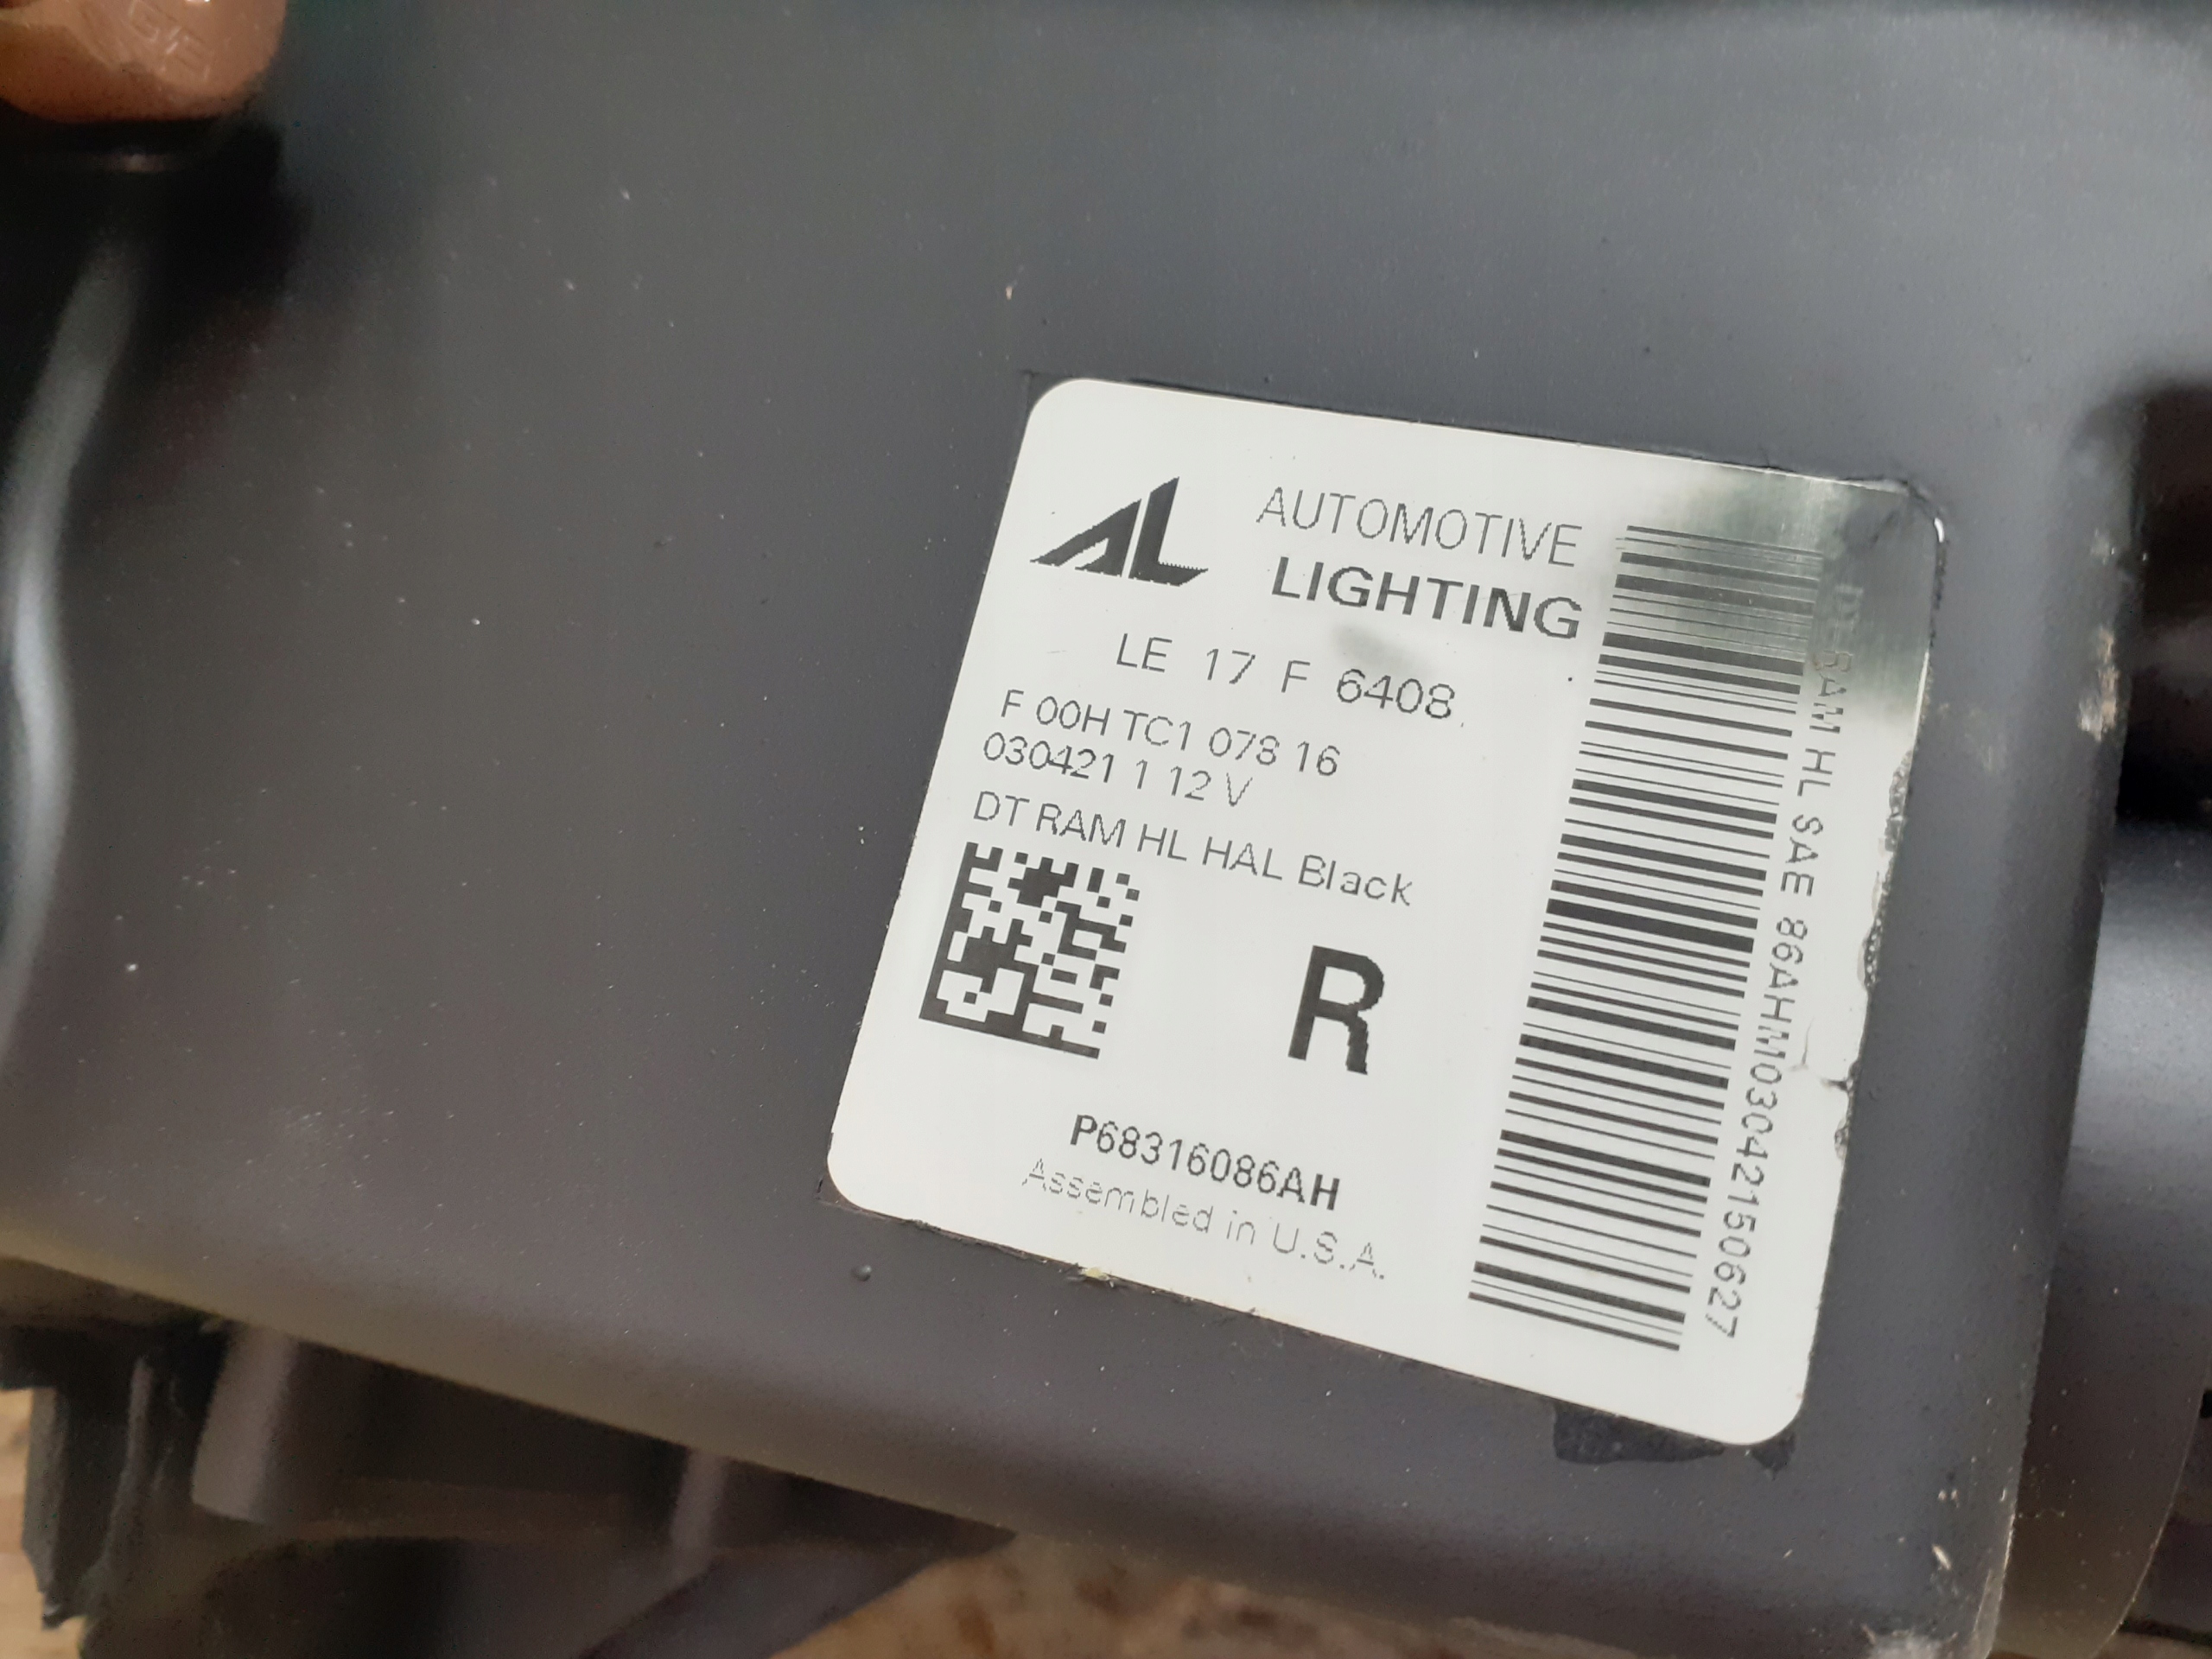 AL
AUTOMOTIVE
LIGHTING
LE 17 F 6408
F 00H TC1 078 16
030421 1 12 V
DT RAM HL HAL Black
R
P68316086AH
Assembled in U.S.A.
RAM HL SAE 86AHM03042150627